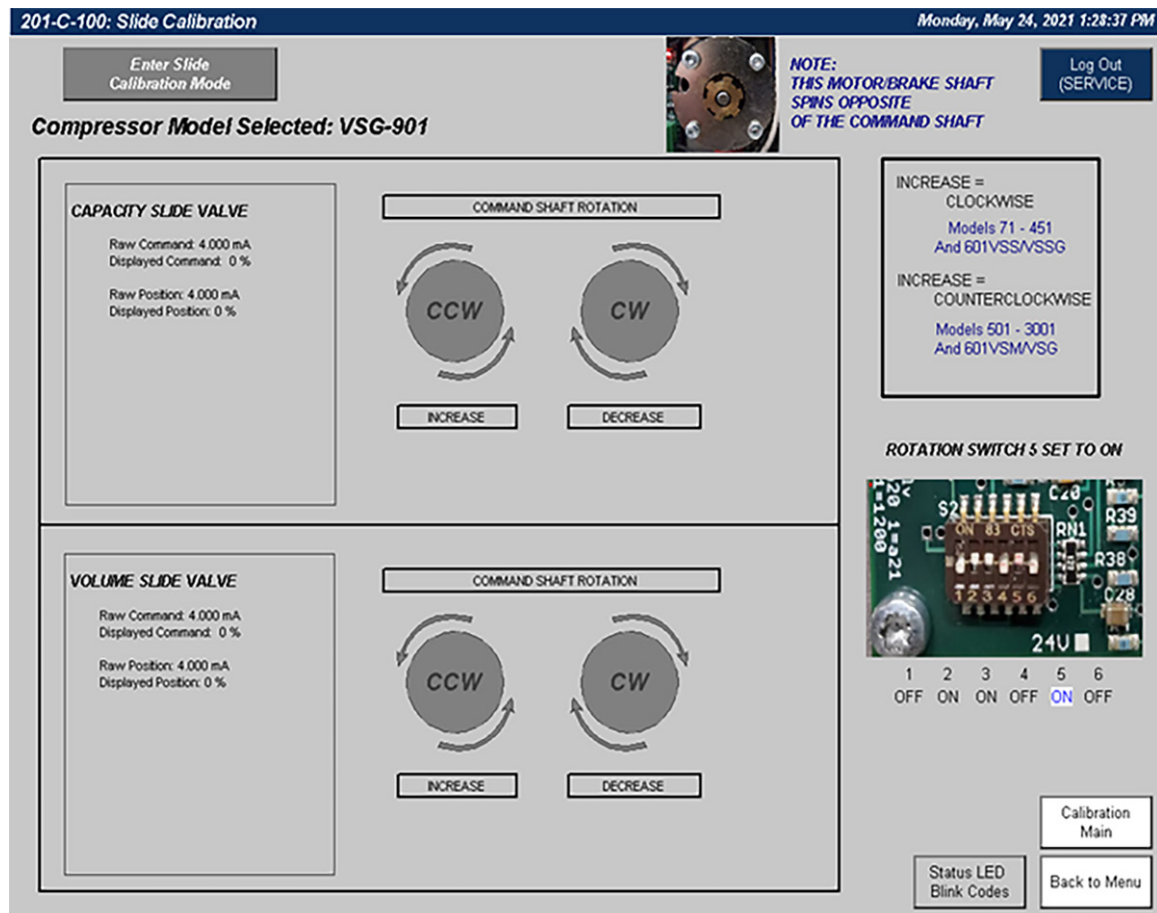 201-C-100: Slide Calibration
Monday, May 24, 2021 1:28:37 PM
Enter Slide
Calibration Mode
NOTE:
THIS MOTOR/BRAKE SHAFT
SPINS OPPOSITE
OF THE COMMAND SHAFT
Log Out
(SERVICE)
Compressor Model Selected: VSG-901
CAPACITY SLIDE VALVE
Raw Command: 4.000 mA
Displayed Command: 0 %
Raw Position: 4.000 mA
Displayed Position: 0 %
COMMAND SHAFT ROTATION
CCW
CW
INCREASE
DECREASE
INCREASE =
CLOCKWISE
Models 71 - 451
And 601VSS/VSSG
INCREASE =
COUNTERCLOCKWISE
Models 501 - 3001
And 601VSM/VSG
ROTATION SWITCH 5 SET TO ON
S2
C20
R39
ON 83 CTS
RN1
R38
1=1200
1=a21
1 2 3 4 5 6
C28
24V
1 2 3 4 5 6
OFF ON ON OFF ON OFF
VOLUME SLIDE VALVE
Raw Command: 4.000 mA
Displayed Command: 0 %
Raw Position: 4.000 mA
Displayed Position: 0 %
COMMAND SHAFT ROTATION
CCW
CW
INCREASE
DECREASE
Calibration
Main
Status LED
Blink Codes
Back to Menu